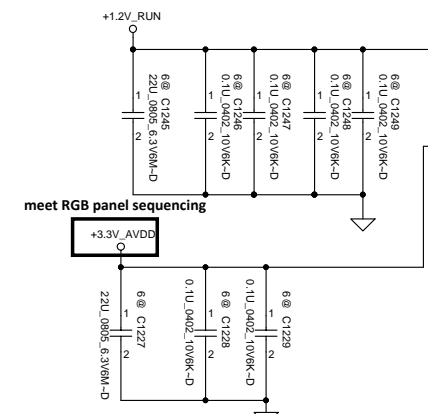 +1.2V_RUN
6@ C1245
22U_0805_6.3V6M~D
1
2
6@ C1246
0.1U_0402_10V6K~D
1
2
6@ C1247
0.1U_0402_10V6K~D
1
2
6@ C1248
0.1U_0402_10V6K~D
1
2
6@ C1249
0.1U_0402_10V6K~D
1
2
meet RGB panel sequencing
+3.3V_AVDD
6@ C1227
22U_0805_6.3V6M~D
1
2
6@ C1228
0.1U_0402_10V6K~D
1
2
6@ C1229
0.1U_0402_10V6K~D
1
2